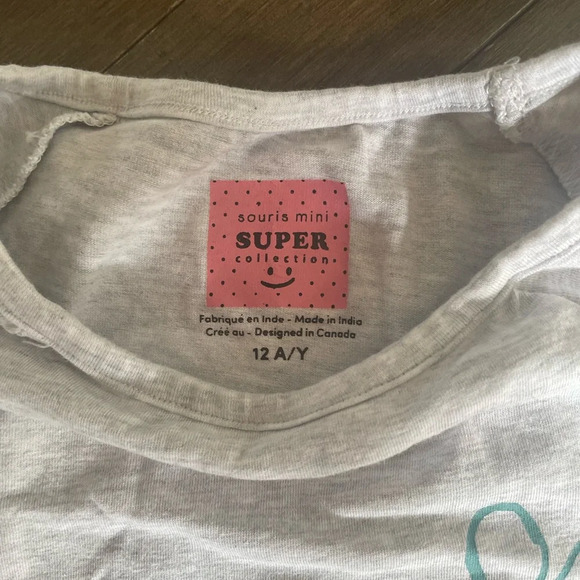 souris mini
SUPER
collection
Fabriqué en Inde - Made in India
Créé au - Designed in Canada
12 A/Y